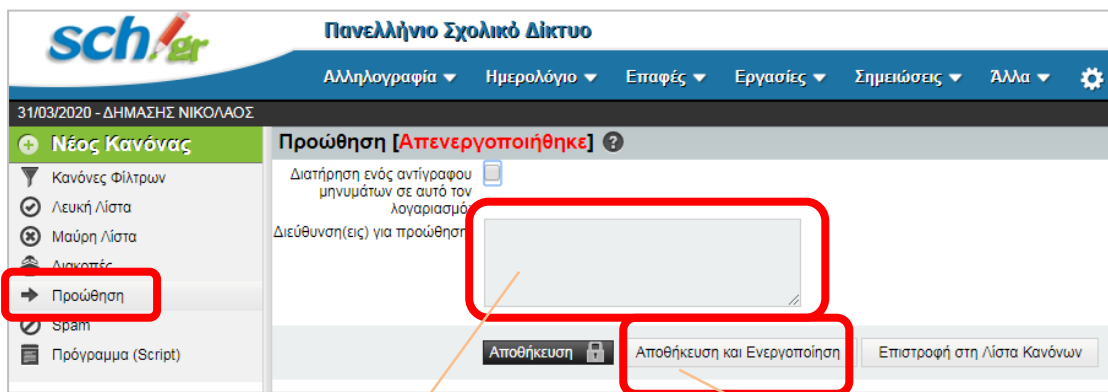 sch.gr
Πανελλήνιο Σχολικό Δίκτυο
Αλληλογραφία Ημερολόγιο Επαφές Εργασίες Σημειώσεις Άλλα
31/03/2020 - ΔΗΜΑΣΗΣ ΝΙΚΟΛΑΟΣ
Νέος Κανόνας
Κανόνες Φίλτρων
Λευκή Λίστα
Μαύρη Λίστα
Διακοπές
Προώθηση
Spam
Πρόγραμμα (Script)
Προώθηση [Απενεργοποιήθηκε]
Διατήρηση ενός αντίγραφου
μηνυμάτων σε αυτό τον
λογαριασμό:
Διεύθυνση(εις) για προώθηση
Αποθήκευση Αποθήκευση και Ενεργοποίηση Επιστροφή στη Λίστα Κανόνων